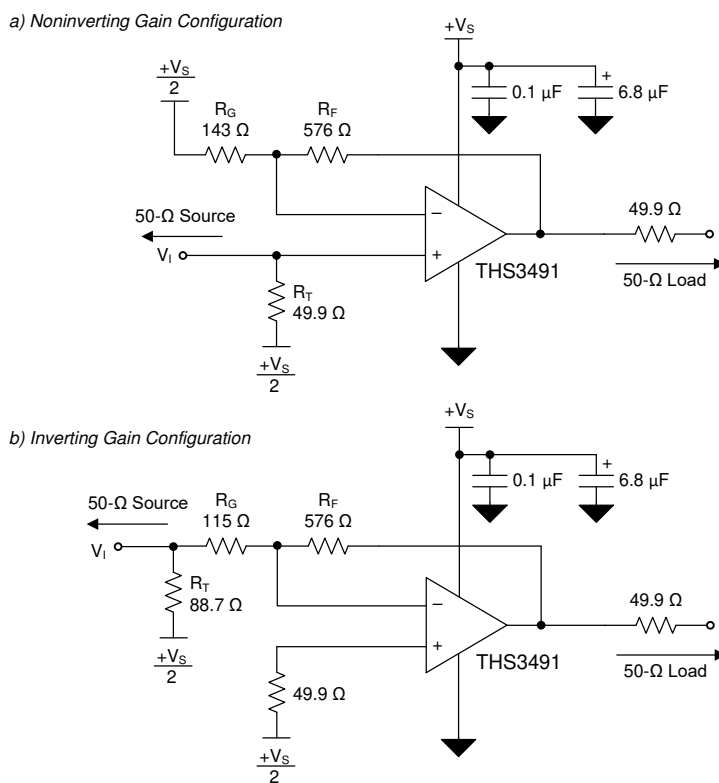 a) Noninverting Gain Configuration
+VS
+VS
2
0.1 µF
+
6.8 µF
RG
143 Ω
RF
576 Ω
50-Ω Source
VI
−
+
THS3491
49.9 Ω
50-Ω Load
RT
49.9 Ω
+VS
2
b) Inverting Gain Configuration
+VS
0.1 µF
+
6.8 µF
50-Ω Source
RG
115 Ω
RF
576 Ω
VI
RT
88.7 Ω
+VS
2
−
+
THS3491
49.9 Ω
50-Ω Load
49.9 Ω
+VS
2